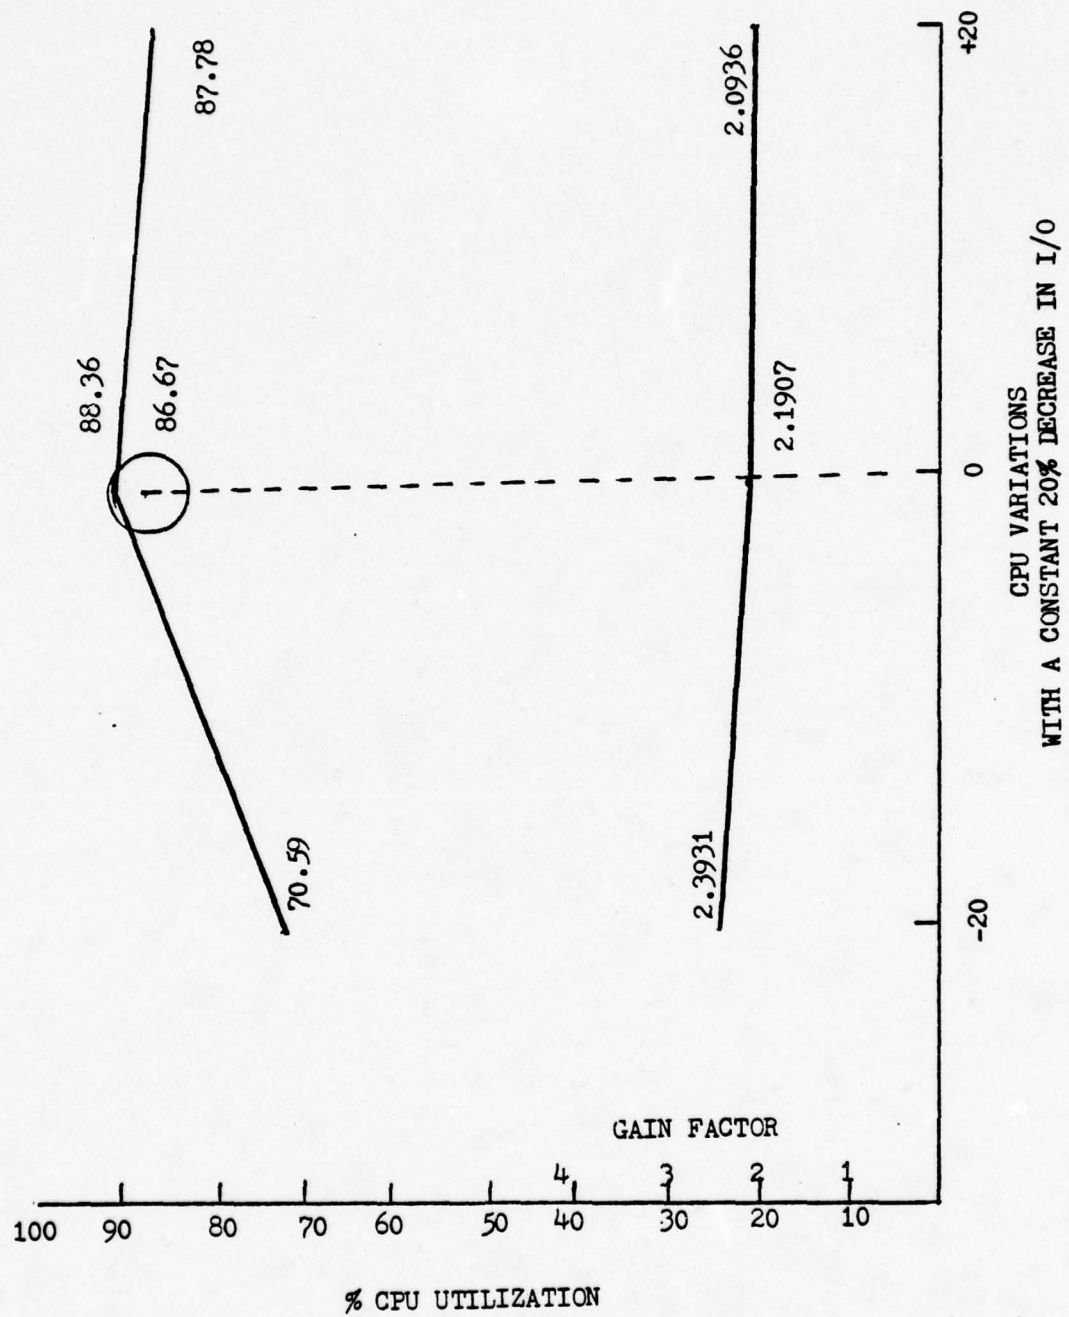 88.36
86.67
87.78
70.59
2.3931
2.1907
2.0936
GAIN FACTOR
4 3 2 1
100 90 80 70 60 50 40 30 20 10
% CPU UTILIZATION
-20 0 +20
CPU VARIATIONS
WITH A CONSTANT 20% DECREASE IN I/O